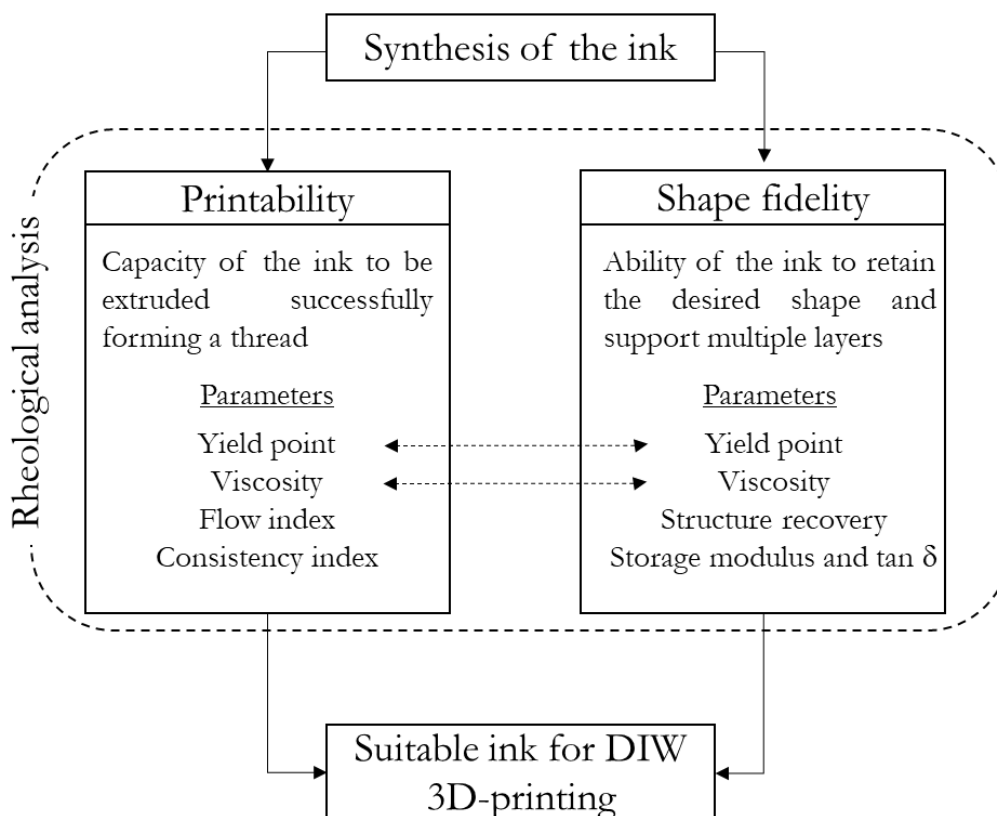 Synthesis of the ink
Rheological analysis
Printability
Capacity of the ink to be
extruded successfully
forming a thread
Parameters
Yield point
Viscosity
Flow index
Consistency index
Shape fidelity
Ability of the ink to retain
the desired shape and
support multiple layers
Parameters
Yield point
Viscosity
Structure recovery
Storage modulus and tan δ
Suitable ink for DIW
3D-printing